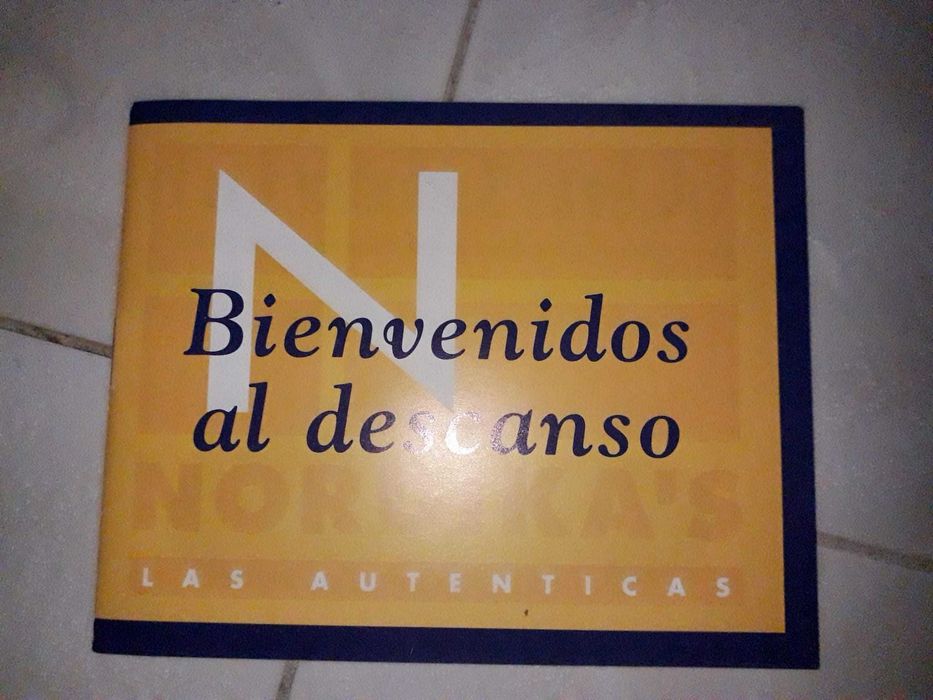 N
Bienvenidos
al descanso
LAS AUTENTICAS